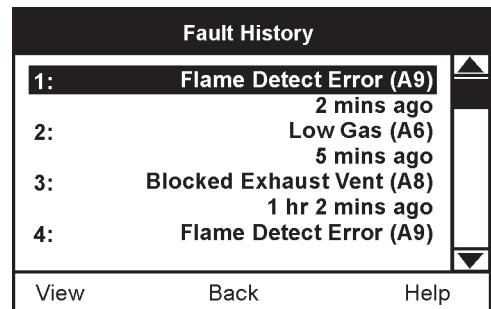 Fault History
1: Flame Detect Error (A9)
2 mins ago
2: Low Gas (A6)
5 mins ago
3: Blocked Exhaust Vent (A8)
1 hr 2 mins ago
4: Flame Detect Error (A9)
View Back Help